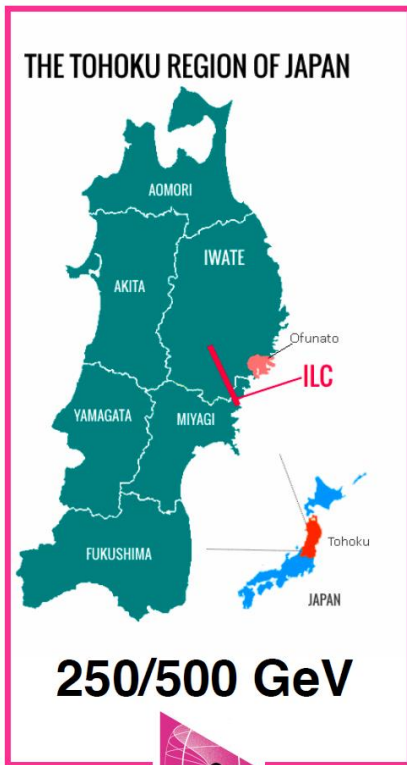 THE TOHOKU REGION OF JAPAN
AOMORI
IWATE
AKITA
Ofunato
ILC
YAMAGATA
MIYAGI
FUKUSHIMA
Tohoku
JAPAN
250/500 GeV